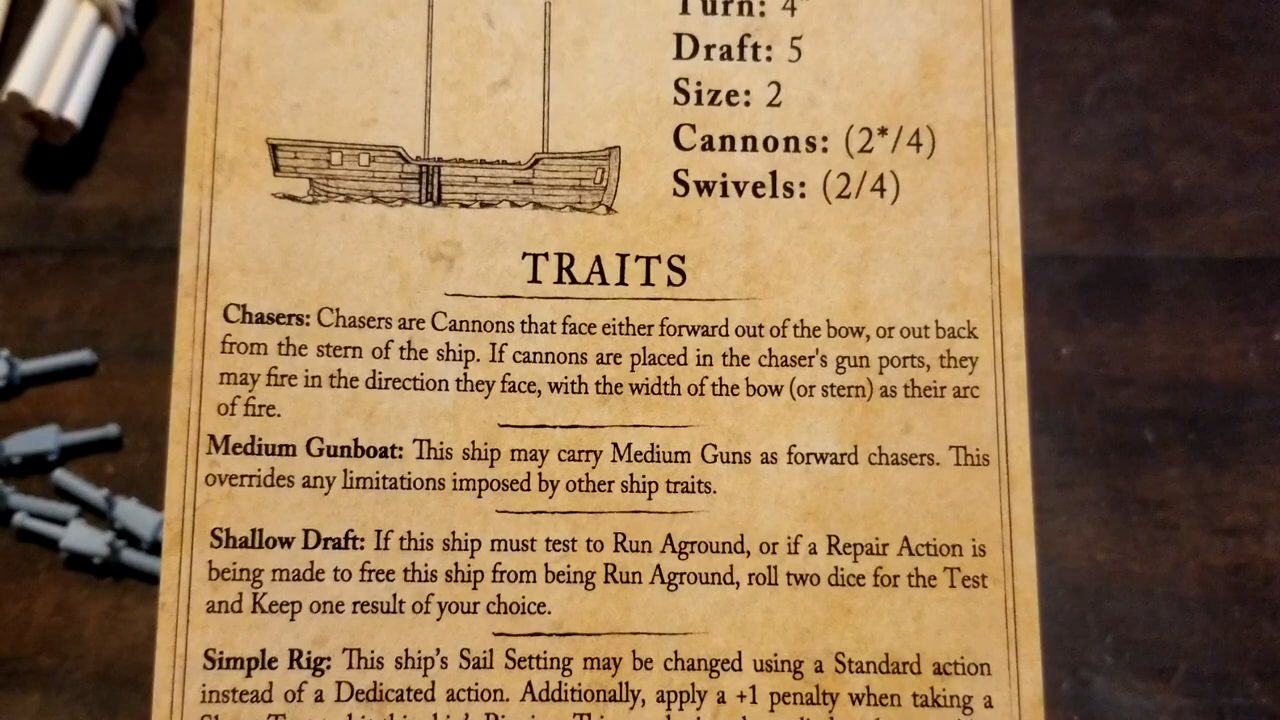 Turn: 4"
Draft: 5
Size: 2
Cannons: (2*/4)
Swivels: (2/4)
TRAITS
Chasers: Chasers are Cannons that face either forward out of the bow, or out back
from the stern of the ship. If cannons are placed in the chaser's gun ports, they
may fire in the direction they face, with the width of the bow (or stern) as their arc
of fire.
Medium Gunboat: This ship may carry Medium Guns as forward chasers. This
overrides any limitations imposed by other ship traits.
Shallow Draft: If this ship must test to Run Aground, or if a Repair Action is
being made to free this ship from being Run Aground, roll two dice for the Test
and Keep one result of your choice.
Simple Rig: This ship's Sail Setting may be changed using a Standard action
instead of a Dedicated action. Additionally, apply a +1 penalty when taking a